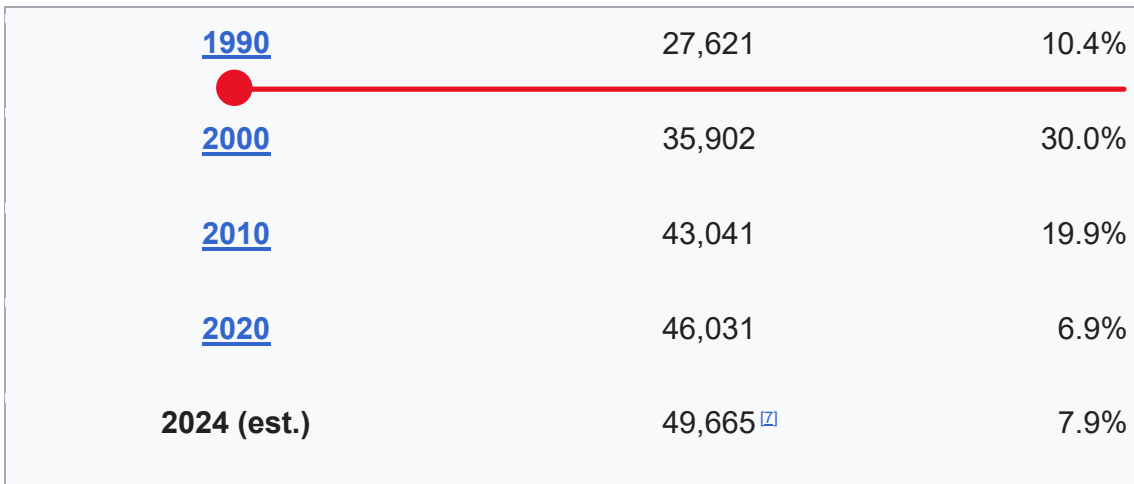 1990 27,621 10.4%
2000 35,902 30.0%
2010 43,041 19.9%
2020 46,031 6.9%
2024 (est.) 49,665 [7] 7.9%